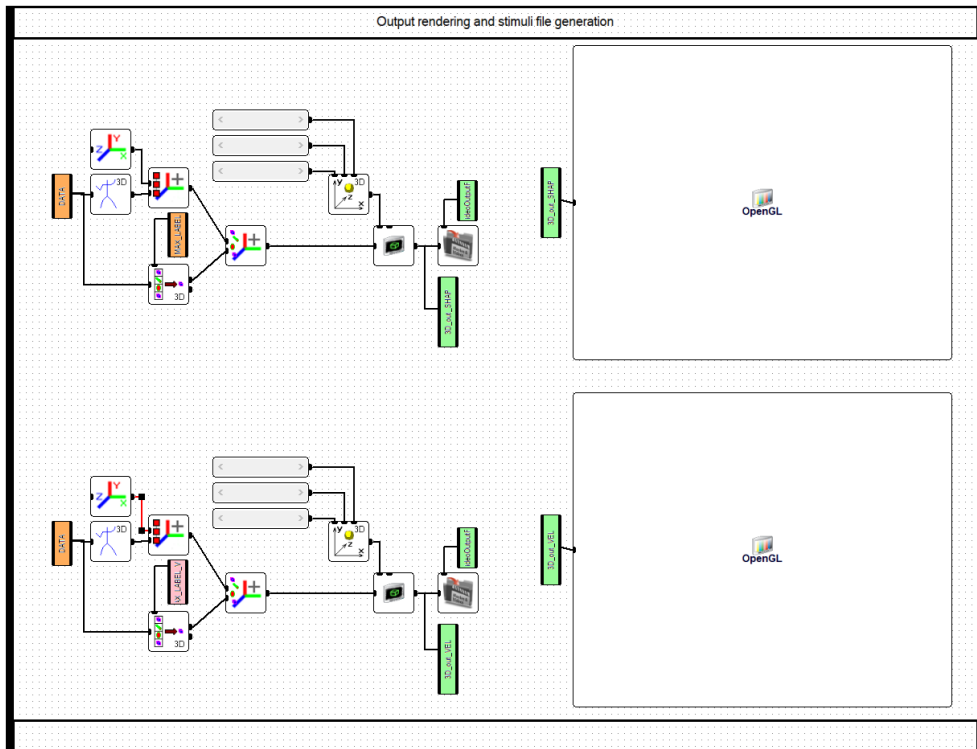 Output rendering and stimuli file generation
Y
Z
X
3D
DATA
MAX_LABEL
3D
3D
y
z
x
ideoOutputF
3D_out_SHAP
3D_out_SHAP
OpenGL
Y
Z
X
3D
DATA
AX_LABEL_V
3D
3D
y
z
x
ideoOutputF
3D_out_VEL
3D_out_VEL
OpenGL